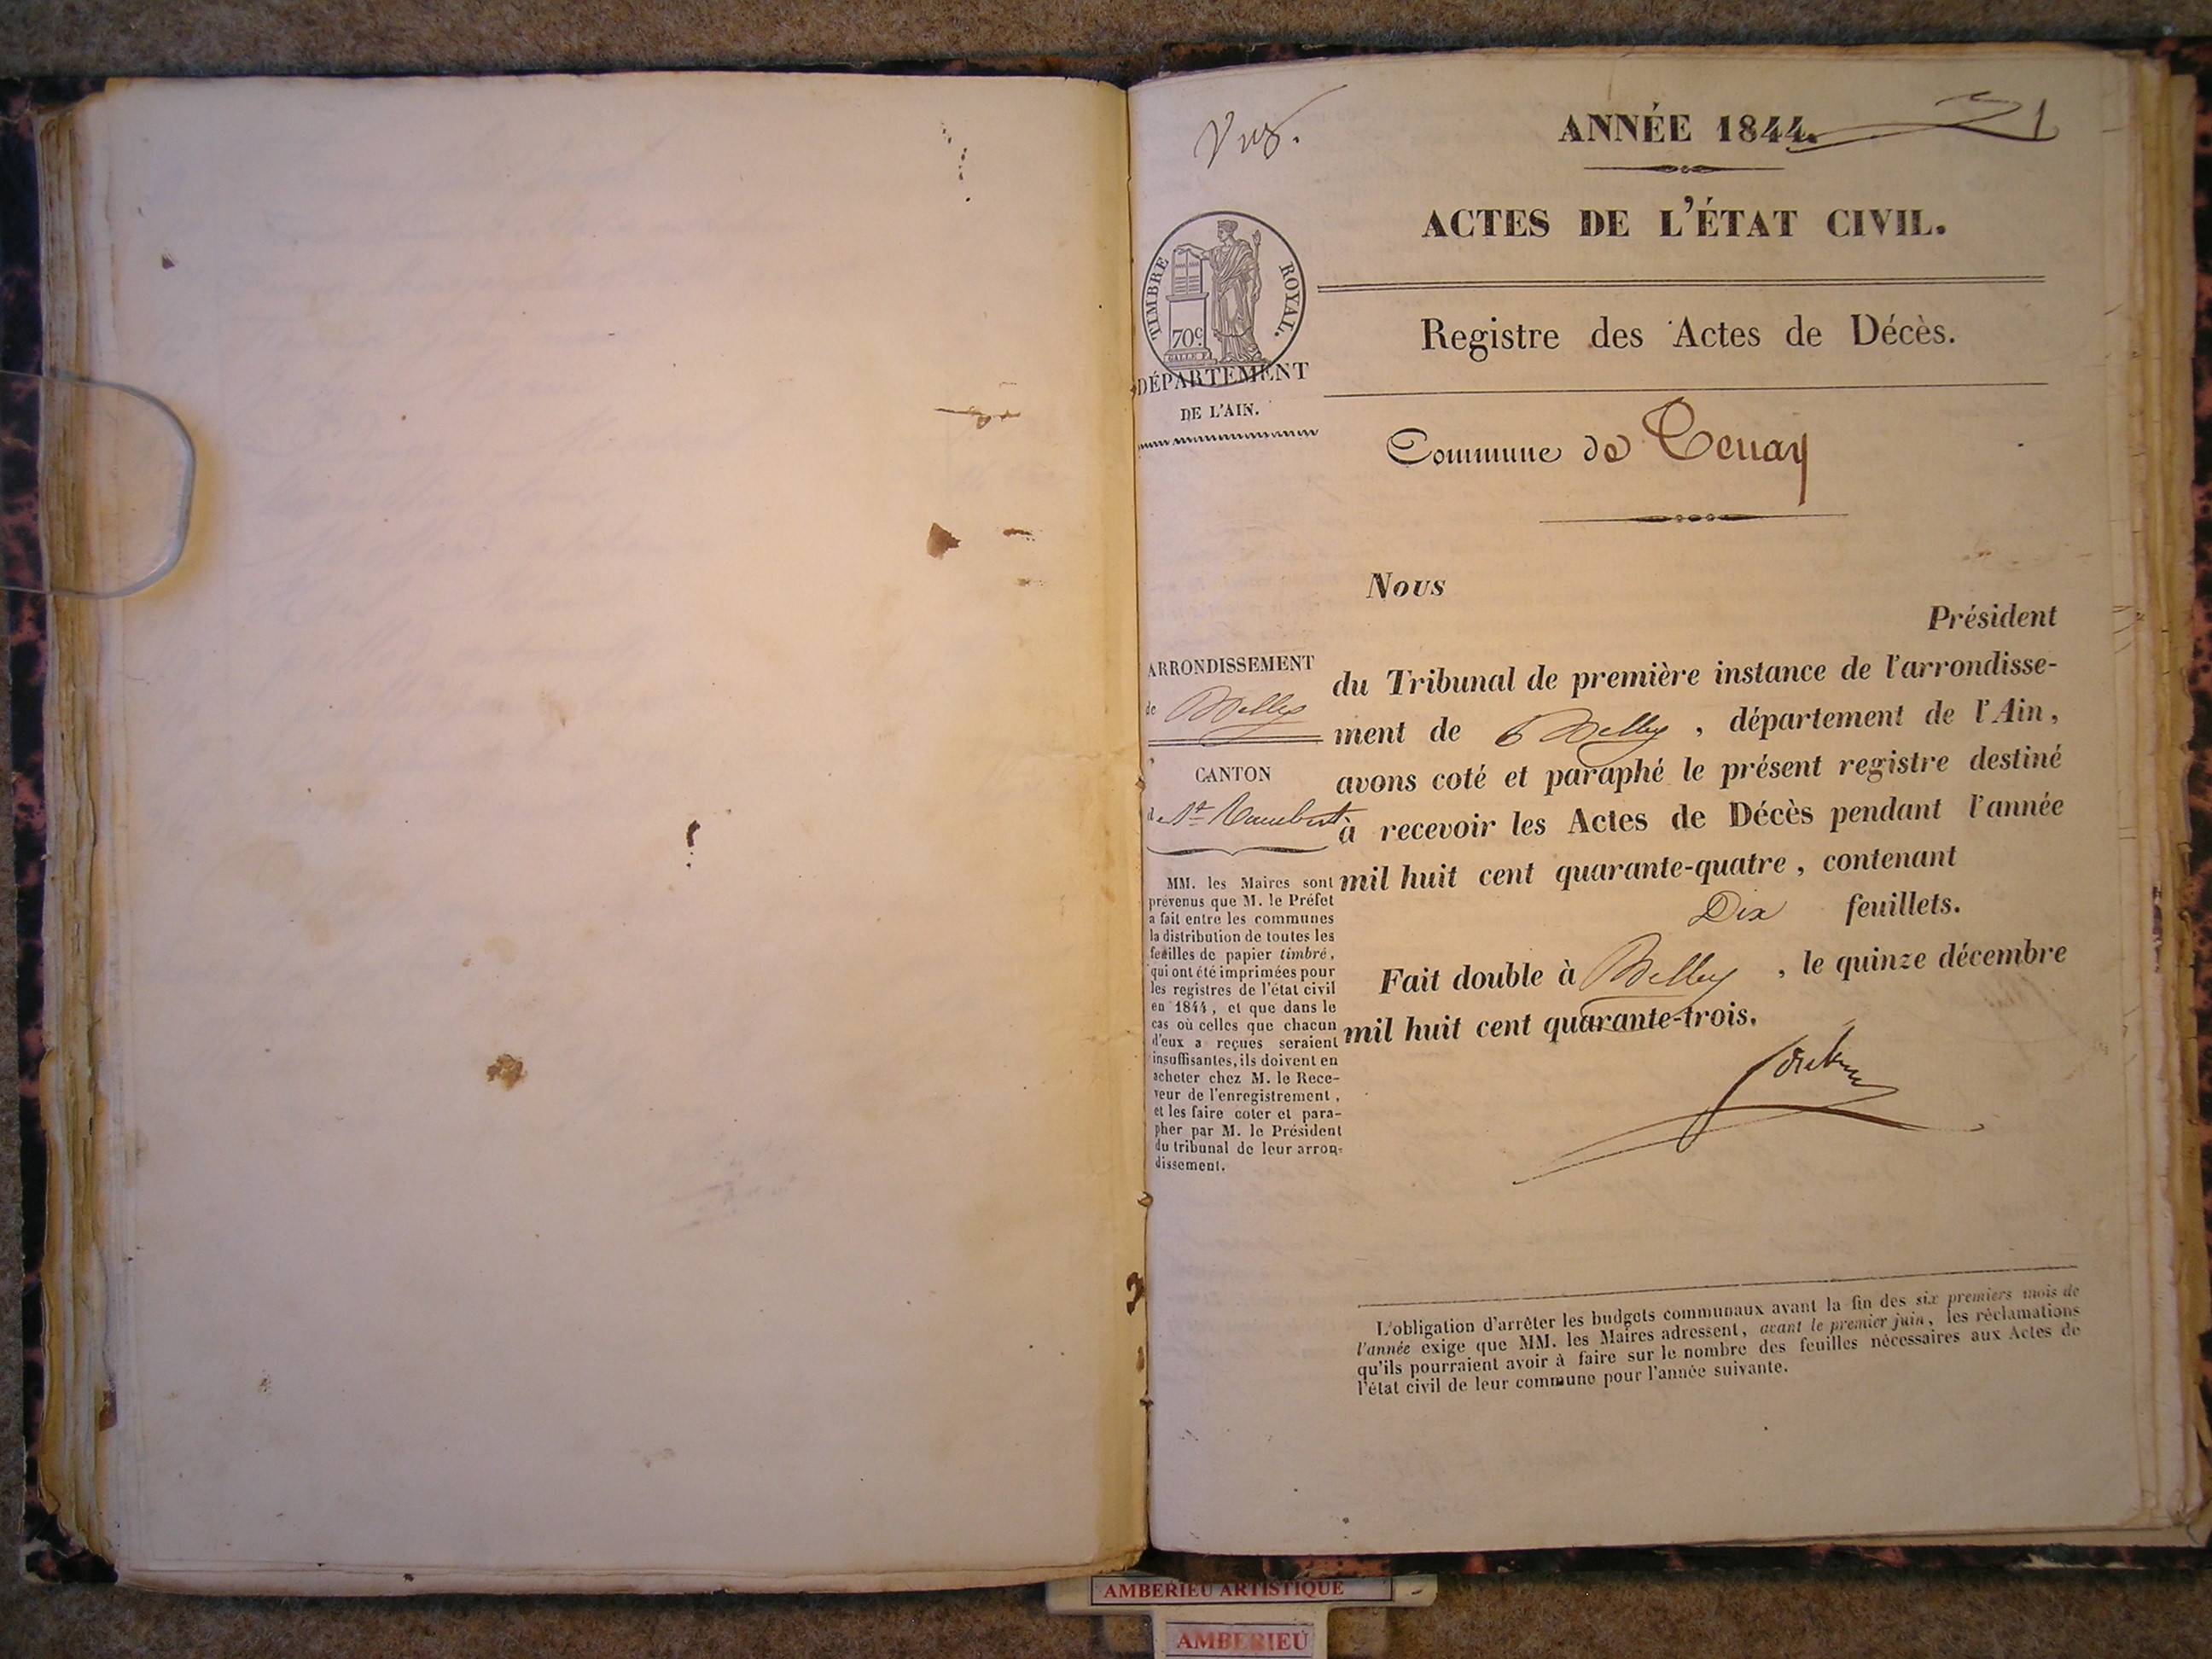 ANNÉE 1844.
1
ACTES DE L'ÉTAT CIVIL.
TIMBRE ROYAL.
70c
DÉPARTEMENT
DE L'AIN.
Registre des Actes de Décès.
Commune de Tenay
ARRONDISSEMENT
de Belley
CANTON
de St Rambert
MM. les Maires sont
prévenus que M. le Préfet
a fait entre les communes
la distribution de toutes les
feuilles de papier timbré,
qui ont été imprimées pour
les registres de l'état civil
en 1844, et que dans le
cas où celles que chacun
d'eux a reçues seraient
insuffisantes, ils doivent en
acheter chez M. le Rece-
veur de l'enregistrement,
et les faire coter et para-
pher par M. le Président
du tribunal de leur arron-
dissement.
Nous
Président
du Tribunal de première instance de l'arrondisse-
ment de Belley, département de l'Ain,
avons coté et paraphé le présent registre destiné
à recevoir les Actes de Décès pendant l'année
mil huit cent quarante-quatre, contenant
Dix feuillets.
Fait double à Belley, le quinze décembre
mil huit cent quarante-trois.
L'obligation d'arrêter les budgets communaux avant la fin des six premiers mois de
l'année exige que MM. les Maires adressent, avant le premier juin, les réclamations
qu'ils pourraient avoir à faire sur le nombre des feuilles nécessaires aux Actes de
l'état civil de leur commune pour l'année suivante.
AMBERIEU ARTISTIQUE
AMBERIEU